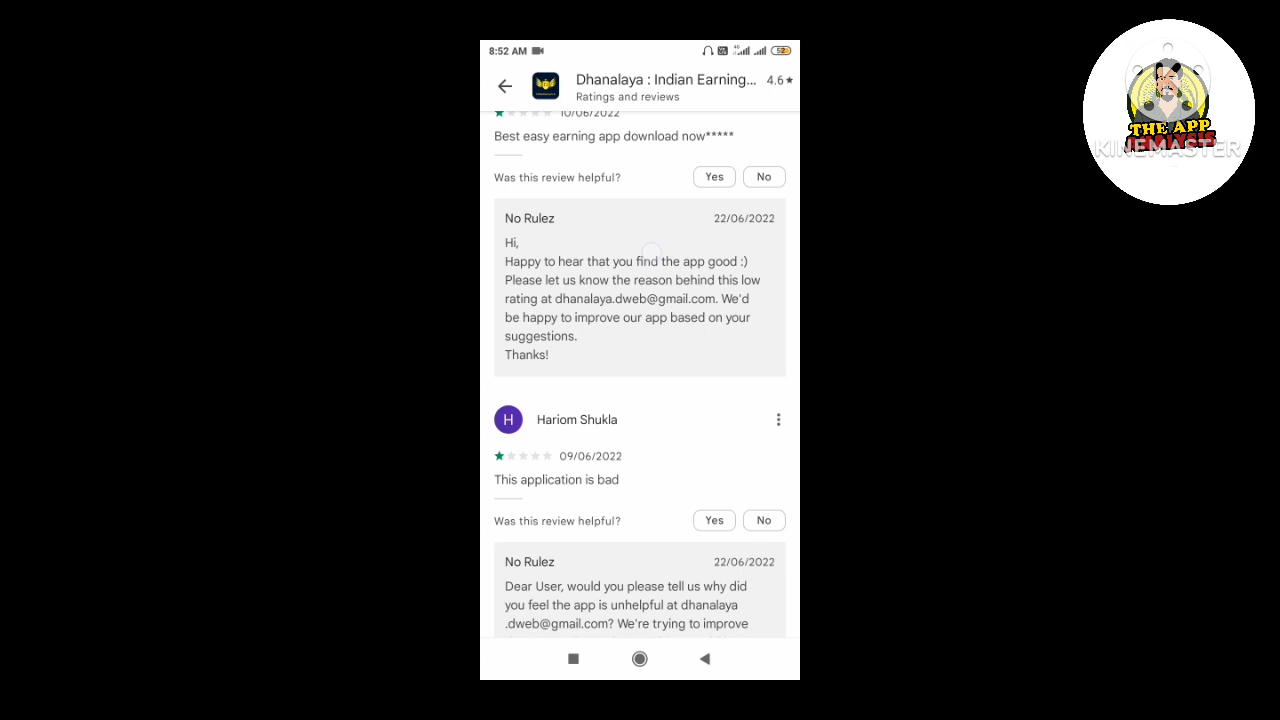 8:52 AM
4G
52
Dhanalaya : Indian Earning... 4.6★
Ratings and reviews
10/06/2022
Best easy earning app download now*****
Was this review helpful? Yes No
No Rulez 22/06/2022
Hi,
Happy to hear that you find the app good :)
Please let us know the reason behind this low
rating at dhanalaya.dweb@gmail.com. We'd
be happy to improve our app based on your
suggestions.
Thanks!
H Hariom Shukla
09/06/2022
This application is bad
Was this review helpful? Yes No
No Rulez 22/06/2022
Dear User, would you please tell us why did
you feel the app is unhelpful at dhanalaya
.dweb@gmail.com? We're trying to improve
THE APP
ANALYSIS
KINEMASTER